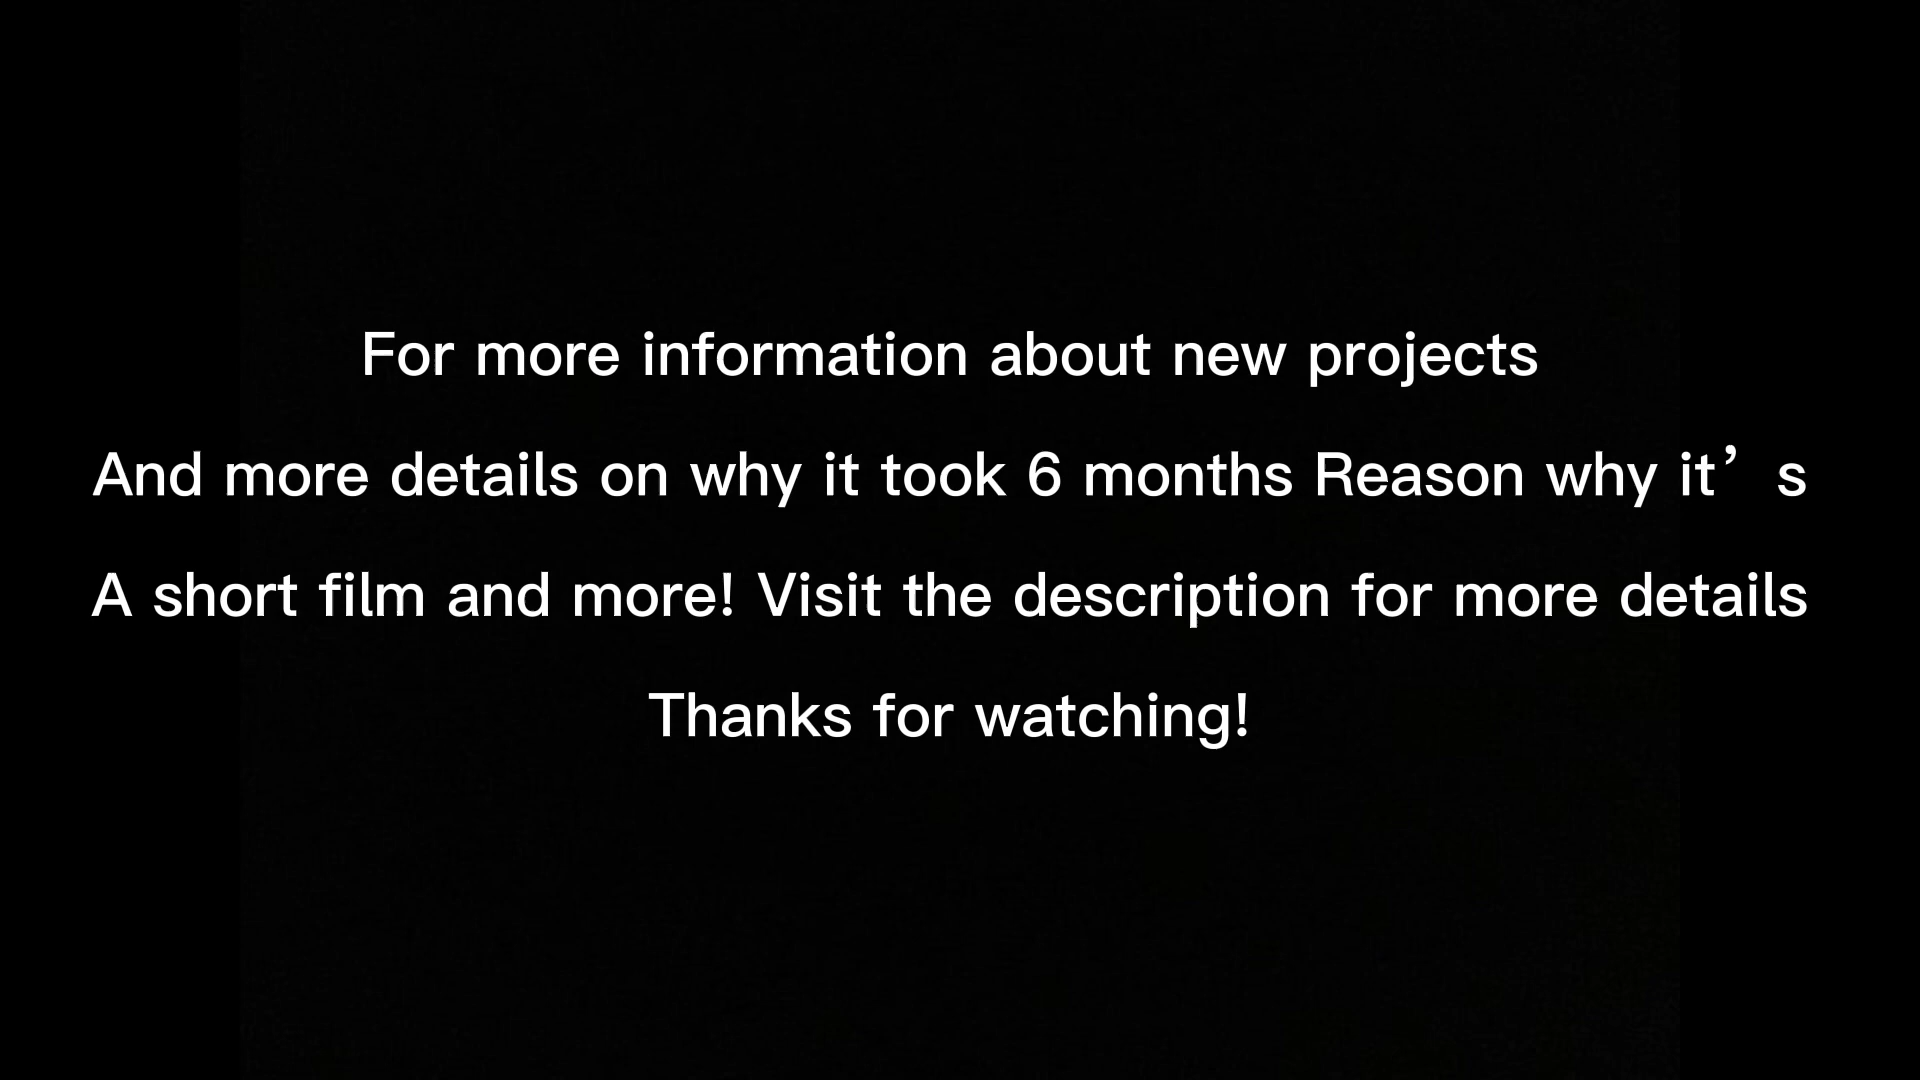 For more information about new projects
And more details on why it took 6 months Reason why it’s
A short film and more! Visit the description for more details
Thanks for watching!